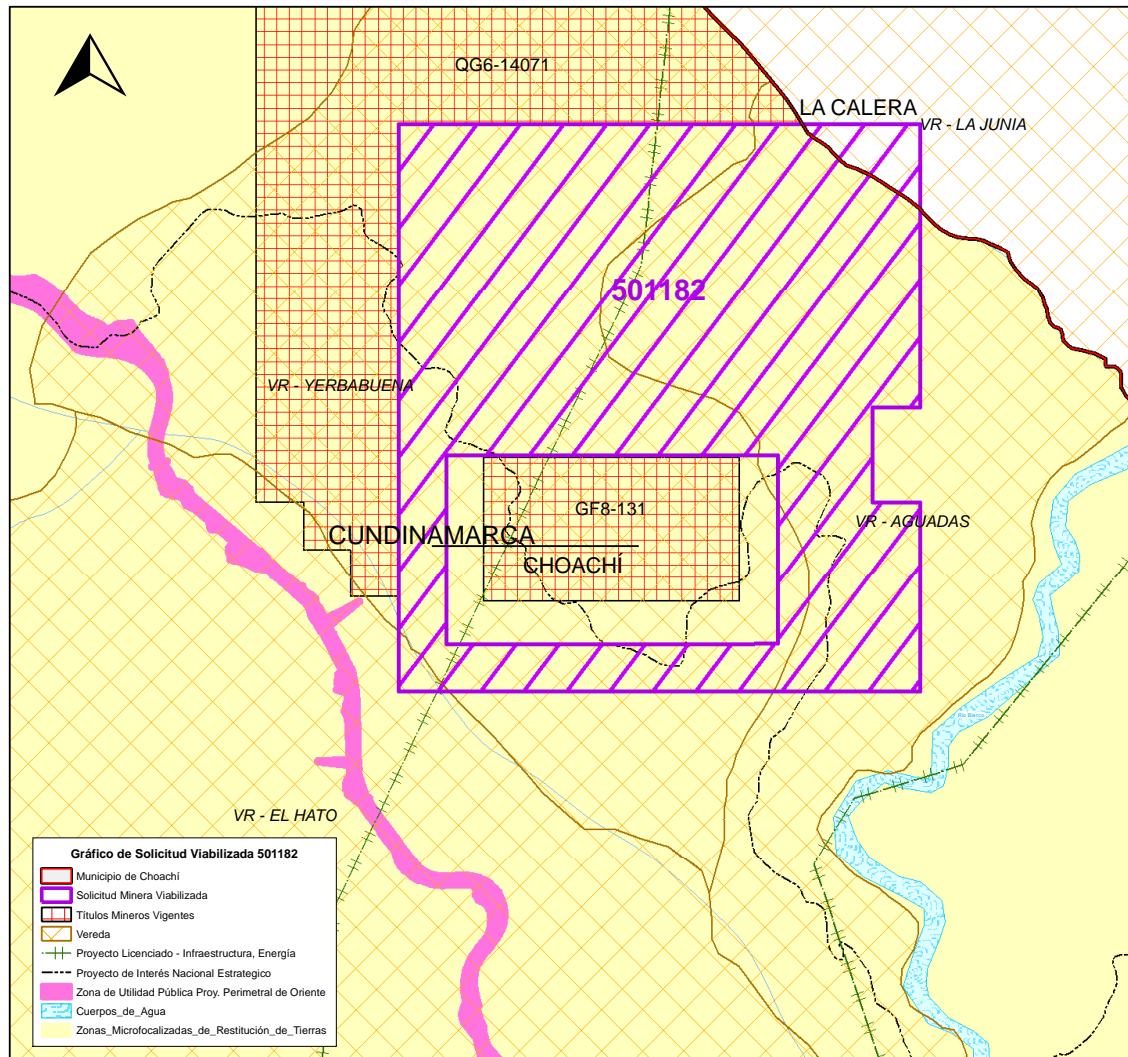 QG6-14071
LA CALERA
VR - LA JUNIA
501182
VR - YERBABUENA
GF8-131
VR - AGUADAS
CUNDINAMARCA
CHOACHÍ
Río Blanco
VR - EL HATO
Gráfico de Solicitud Viabilizada 501182
Municipio de Choachí
Solicitud Minera Viabilizada
Títulos Mineros Vigentes
Vereda
Proyecto Licenciado - Infraestructura, Energía
Proyecto de Interés Nacional Estrategico
Zona de Utilidad Pública Proy. Perimetral de Oriente
Cuerpos_de_Agua
Zonas_Microfocalizadas_de_Restitución_de_Tierras